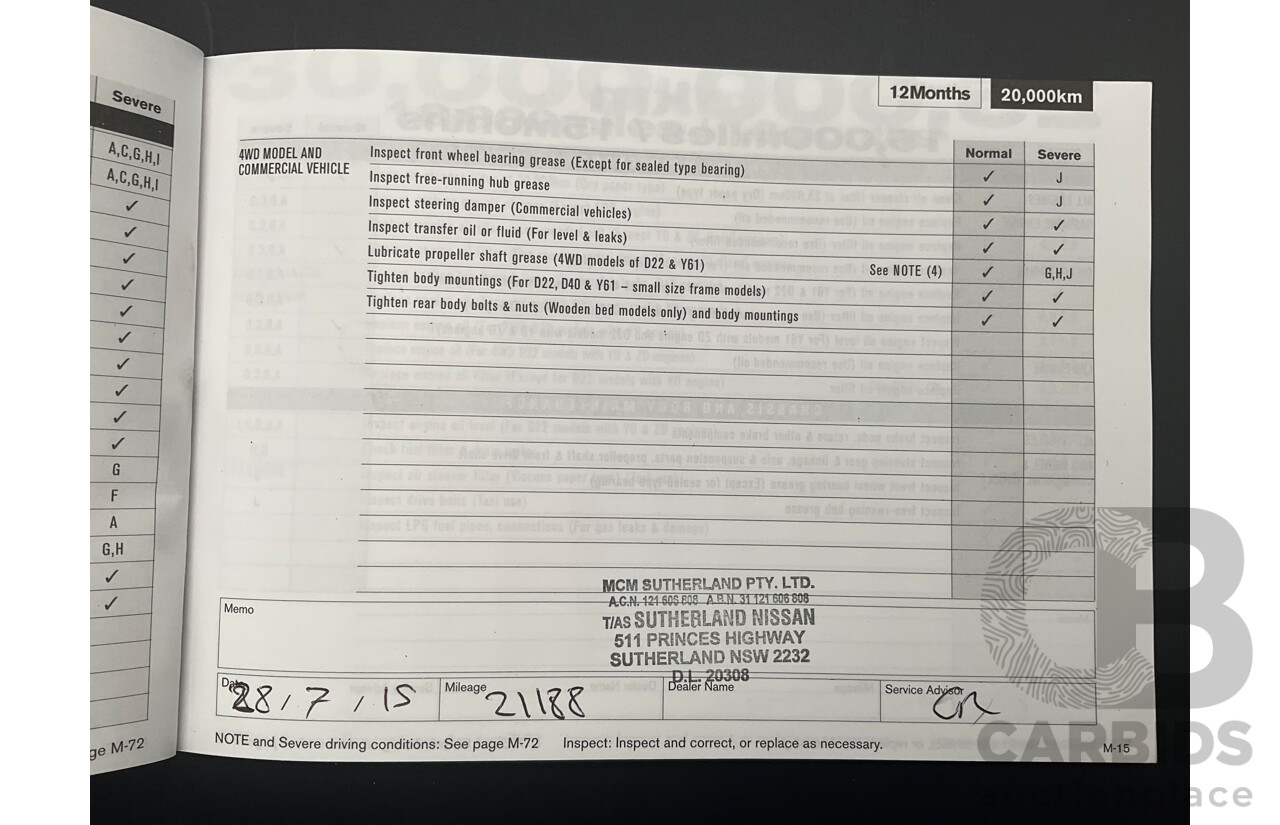 Severe
A,C,G,H,I
A,C,G,H,I
✓
✓
✓
✓
✓
✓
✓
✓
✓
✓
G
F
A
G,H
✓
✓
ge M-72
12Months 20,000km
Normal Severe
4WD MODEL AND
COMMERCIAL VEHICLE
Inspect front wheel bearing grease (Except for sealed type bearing) ✓ J
Inspect free-running hub grease ✓ J
Inspect steering damper (Commercial vehicles) ✓ ✓
Inspect transfer oil or fluid (For level & leaks) ✓ ✓
Lubricate propeller shaft grease (4WD models of D22 & Y61) See NOTE (4) ✓ G,H,J
Tighten body mountings (For D22, D40 & Y61 – small size frame models) ✓ ✓
Tighten rear body bolts & nuts (Wooden bed models only) and body mountings ✓ ✓
MCM SUTHERLAND PTY. LTD.
A.C.N. 121 606 808 A.B.N. 31 121 606 808
T/AS SUTHERLAND NISSAN
511 PRINCES HIGHWAY
SUTHERLAND NSW 2232
D.L. 20308
Memo
Date 28 / 7 / 15
Mileage 21188
Dealer Name
Service Advisor
NOTE and Severe driving conditions: See page M-72 Inspect: Inspect and correct, or replace as necessary.
M-15
CB
CARBIDS